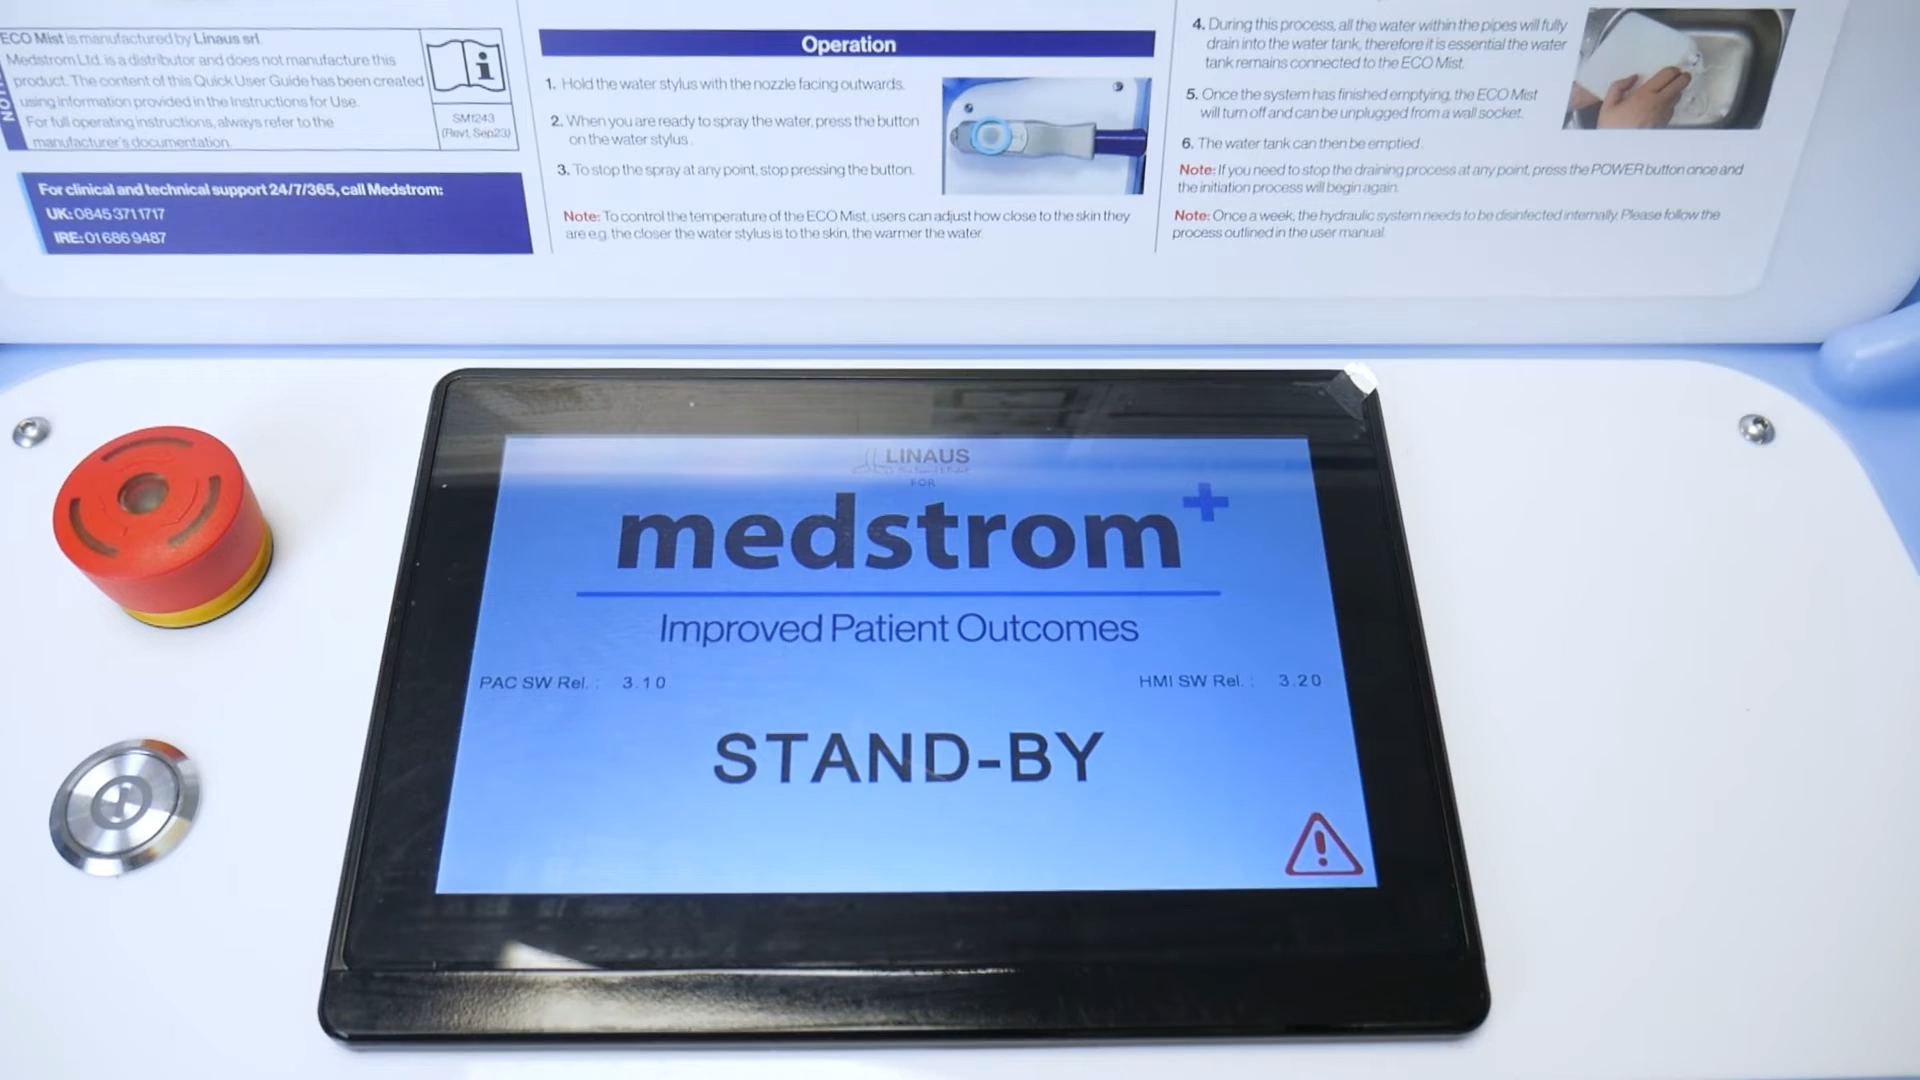 ECO Mist is manufactured by Linaus srl.
Medstrom Ltd. is a distributor and does not manufacture this
product. The content of this Quick User Guide has been created
using information provided in the Instructions for Use.
For full operating instructions, always refer to the
manufacturer's documentation.
SM1243
(Rev1, Sep23)
For clinical and technical support 24/7/365, call Medstrom:
UK: 0845 371 1717
IRE: 01 686 9487
Operation
1. Hold the water stylus with the nozzle facing outwards.
2. When you are ready to spray the water, press the button
on the water stylus.
3. To stop the spray at any point, stop pressing the button.
Note: To control the temperature of the ECO Mist, users can adjust how close to the skin they
are e.g. the closer the water stylus is to the skin, the warmer the water.
4. During this process, all the water within the pipes will fully
drain into the water tank, therefore it is essential the water
tank remains connected to the ECO Mist.
5. Once the system has finished emptying, the ECO Mist
will turn off and can be unplugged from a wall socket.
6. The water tank can then be emptied.
Note: If you need to stop the draining process at any point, press the POWER button once and
the initiation process will begin again.
Note: Once a week, the hydraulic system needs to be disinfected internally. Please follow the
process outlined in the user manual.
LINAUS
FOR
medstrom+
Improved Patient Outcomes
PAC SW Rel. : 3.10
HMI SW Rel. : 3.20
STAND-BY